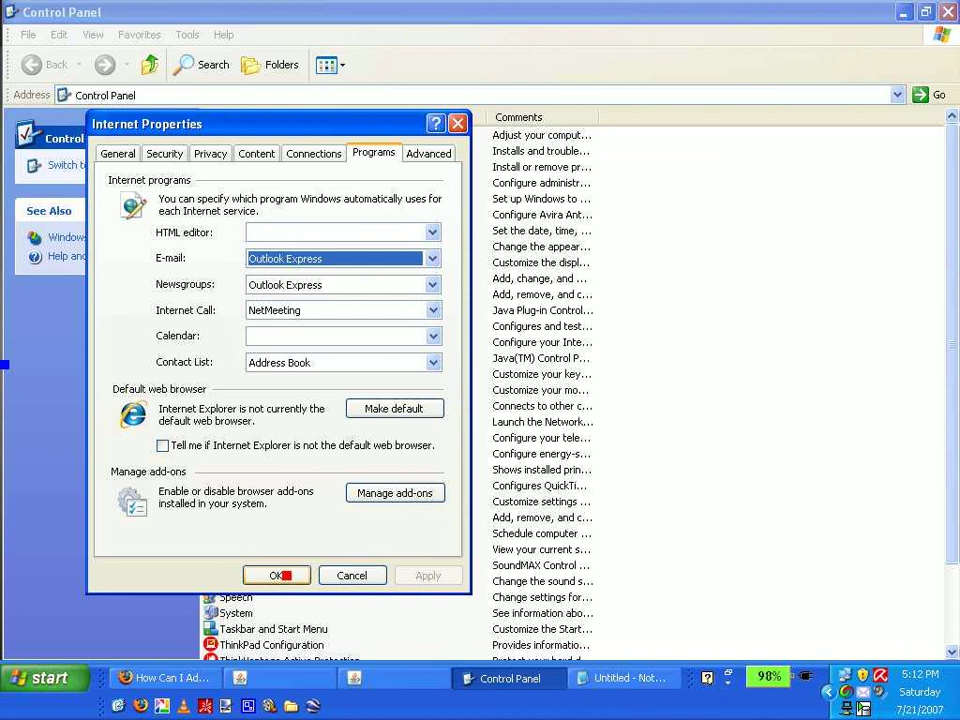 Control Panel
File Edit View Favorites Tools Help
Back Search Folders
Address Control Panel Go
Internet Properties
General Security Privacy Content Connections Programs Advanced
Internet programs
You can specify which program Windows automatically uses for
each Internet service.
HTML editor:
E-mail: Outlook Express
Newsgroups: Outlook Express
Internet Call: NetMeeting
Calendar:
Contact List: Address Book
Default web browser
Internet Explorer is not currently the
default web browser.
Make default
Tell me if Internet Explorer is not the default web browser.
Manage add-ons
Enable or disable browser add-ons
installed in your system.
Manage add-ons
OK Cancel Apply
Control
Switch to
See Also
Windows
Help and
Comments
Adjust your comput...
Installs and trouble...
Install or remove pr...
Configure administr...
Set up Windows to ...
Configure Avira Ant...
Set the date, time, ...
Change the appear...
Customize the displ...
Add, change, and ...
Add, remove, and c...
Java Plug-in Control...
Configures and test...
Configure your Inte...
Java(TM) Control P...
Customize your key...
Customize your mo...
Connects to other c...
Launch the Network...
Configure your tele...
Configure energy-s...
Shows installed prin...
Configures QuickTi...
Customize settings ...
Add, remove, and c...
Schedule computer ...
View your current s...
SoundMAX Control ...
Change the sound s...
Speech Change settings for...
System See information abo...
Taskbar and Start Menu Customize the Start...
ThinkPad Configuration Provides informatio...
start How Can I Ad... Control Panel Untitled - Not... 98% 5:12 PM
Saturday
7/21/2007